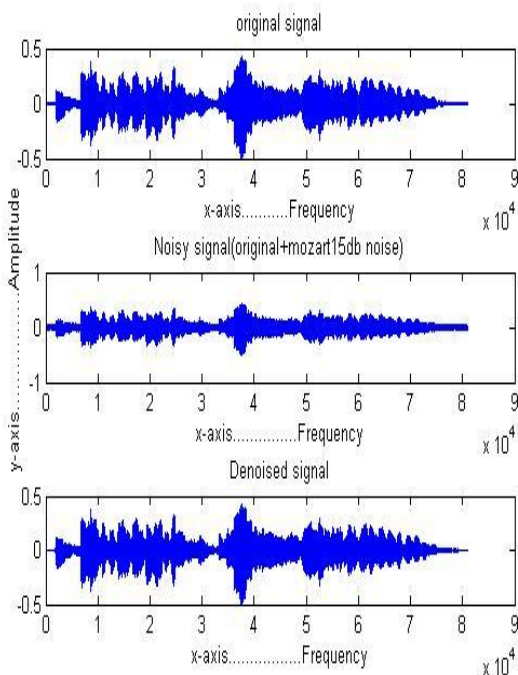 original signal
0.5
0
-0.5
0 1 2 3 4 5 6 7 8 9
x-axis...........Frequency
x 10^4
y-axis.......................Amplitude
Noisy signal(original+mozart15db noise)
1
0
-1
0 1 2 3 4 5 6 7 8 9
x-axis...............Frequency
x 10^4
Denoised signal
0.5
0
-0.5
0 1 2 3 4 5 6 7 8 9
x-axis.................Frequency
x 10^4